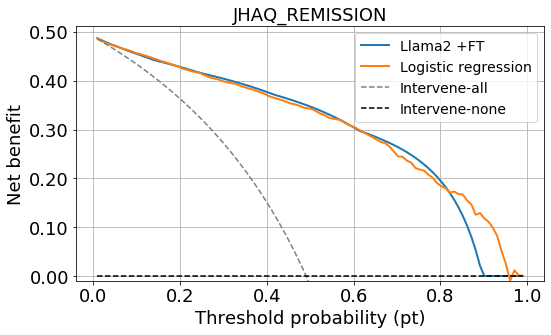 JHAQ_REMISSION
Net benefit
0.50
0.40
0.30
0.20
0.10
0.00
Llama2 +FT
Logistic regression
Intervene-all
Intervene-none
0.0 0.2 0.4 0.6 0.8 1.0
Threshold probability (pt)